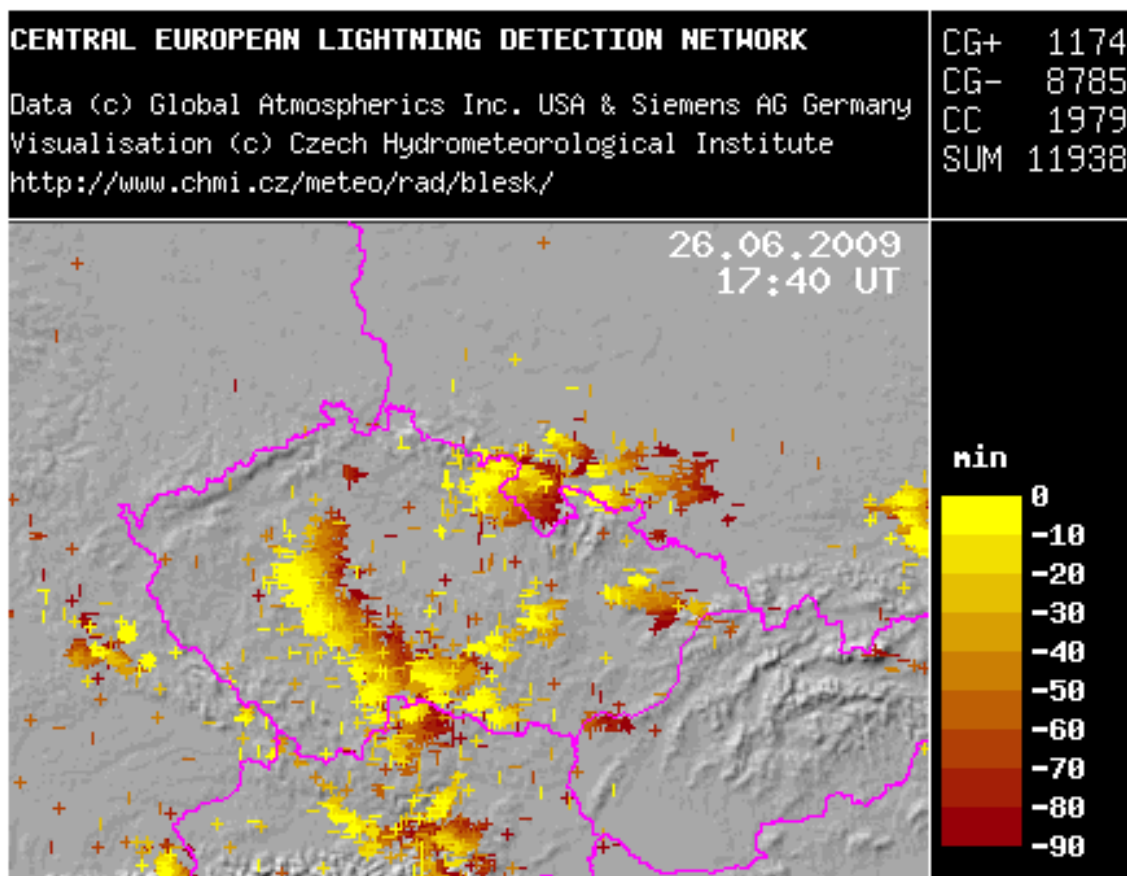 CENTRAL EUROPEAN LIGHTNING DETECTION NETWORK
Data (c) Global Atmospherics Inc. USA & Siemens AG Germany
Visualisation (c) Czech Hydrometeorological Institute
http://www.chmi.cz/meteo/rad/blesk/
CG+ 1174
CG- 8785
CC 1979
SUM 11938
26.06.2009
17:40 UT
min
0
-10
-20
-30
-40
-50
-60
-70
-80
-90